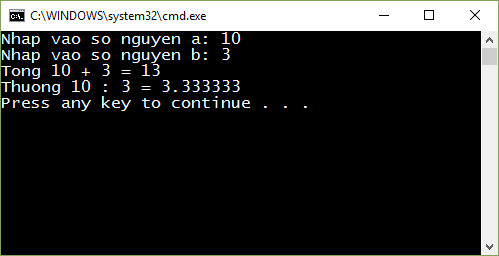 C:\WINDOWS\system32\cmd.exe
Nhap vao so nguyen a: 10
Nhap vao so nguyen b: 3
Tong 10 + 3 = 13
Thuong 10 : 3 = 3.333333
Press any key to continue . . .